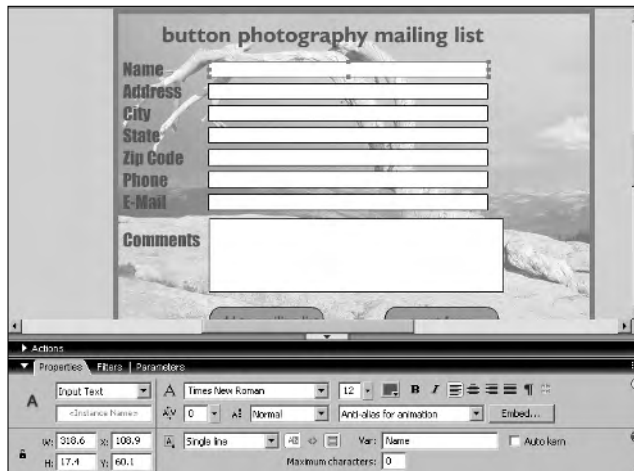 button photography mailing list
Name
Address
City
State
Zip Code
Phone
E-Mail
Comments
Actions
Properties Filters Parameters
A Input Text A Times New Roman 12 B I
<Instance Name> A|V 0 Normal Anti-alias for animation Embed...
W: 318.6 X: 108.9 Single line Var: Name Auto kern
H: 17.4 Y: 60.1 Maximum characters: 0